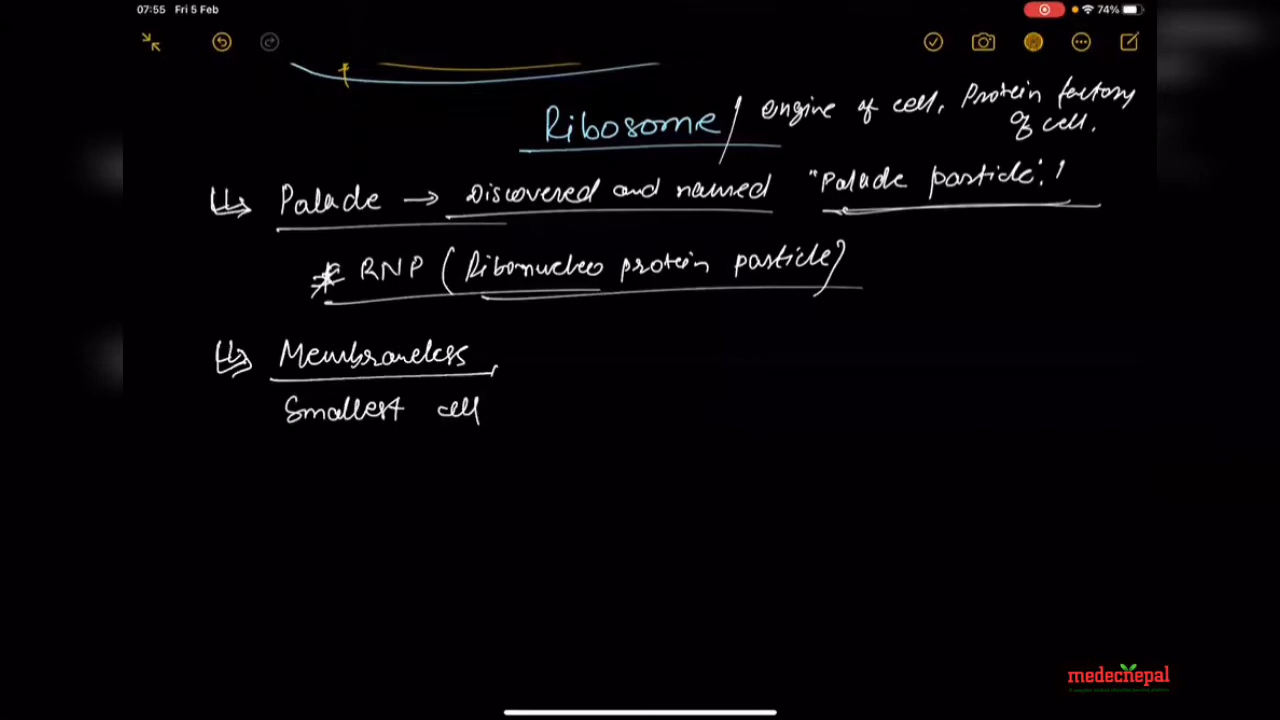 07:55 Fri 5 Feb
74%
Ribosome / engine of cell, Protein factory of cell.
Palade → Discovered and named "Palade particle."
* RNP (Ribonucleo protein particle)
Membraneless
Smallest cell
medecnepal